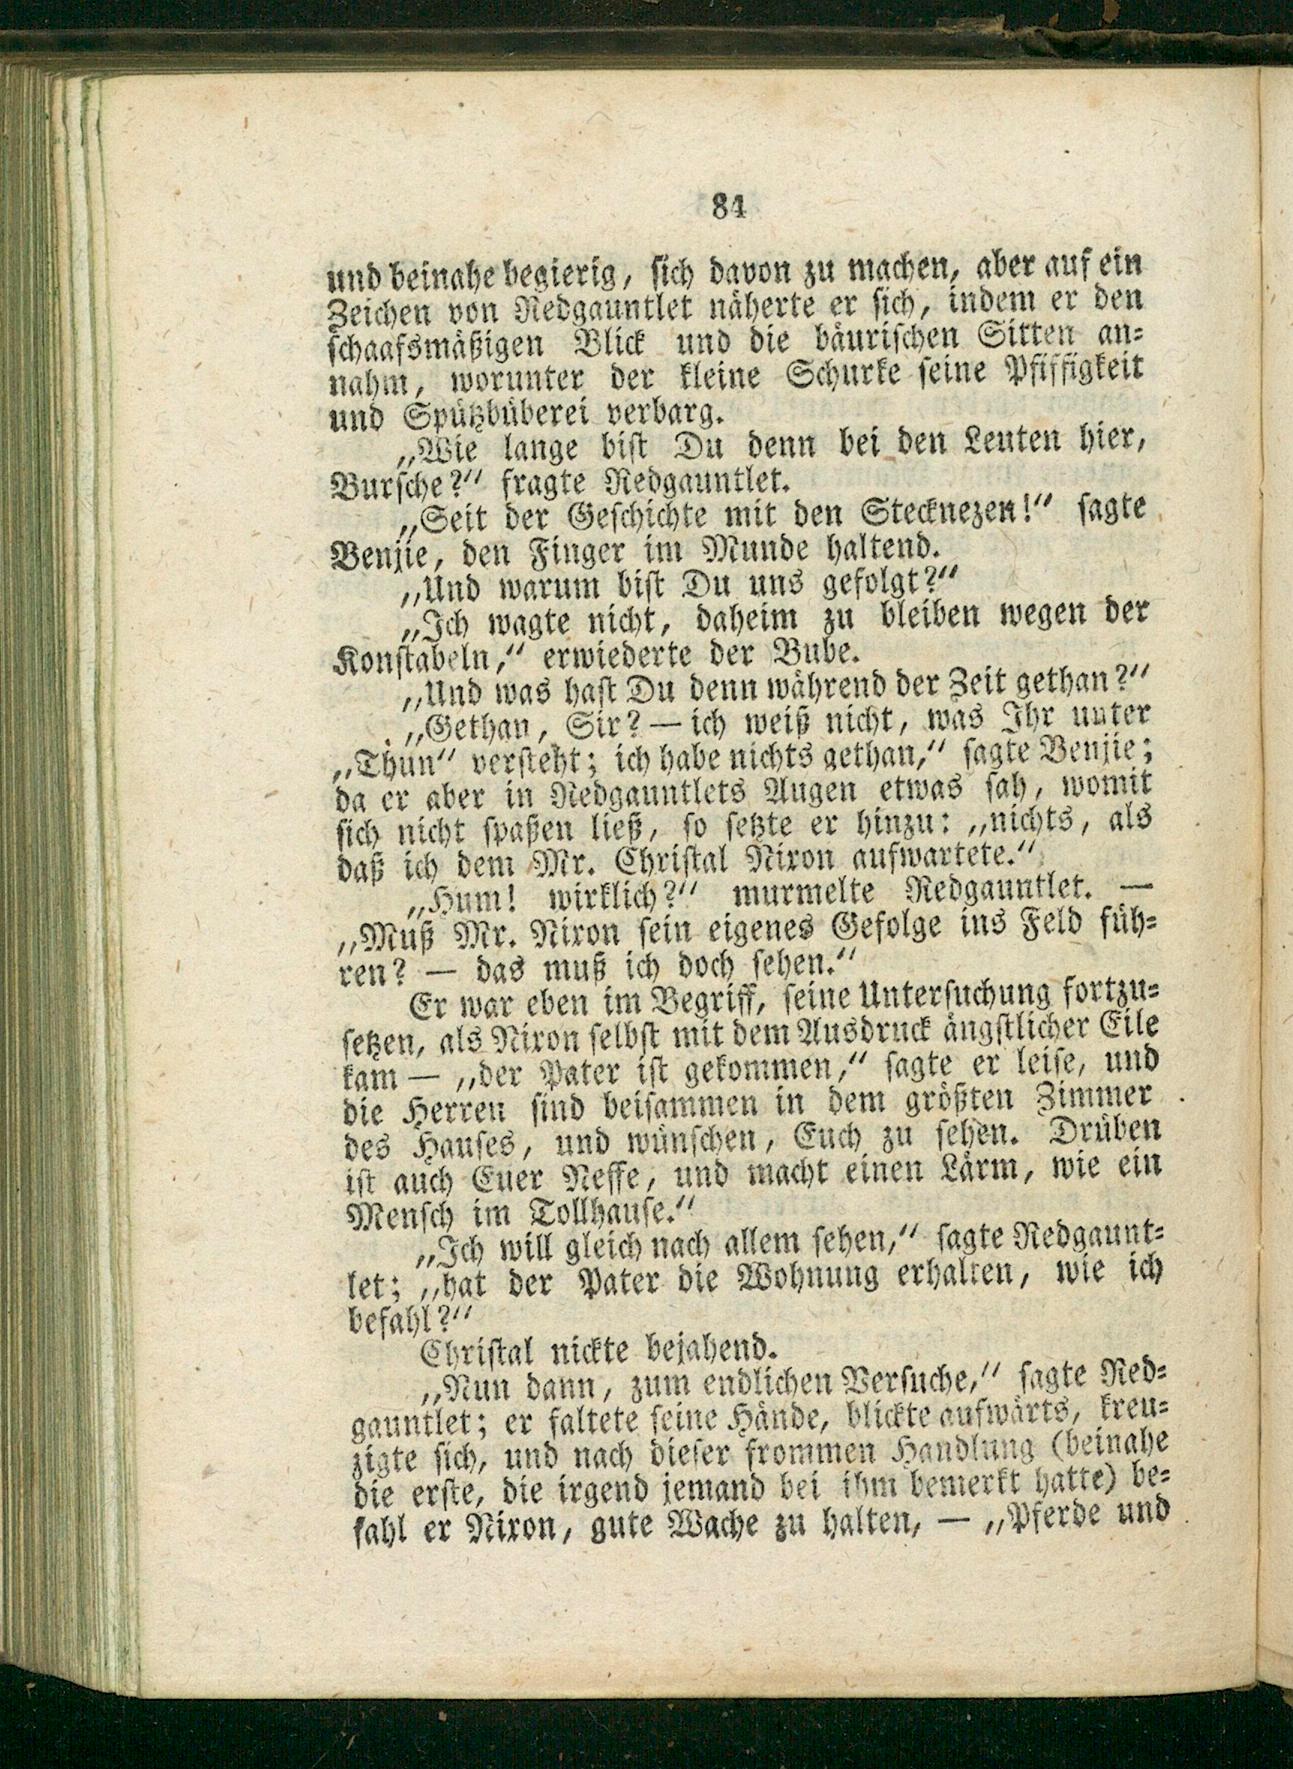 84
und beinahe begierig, sich davon zu machen, aber auf ein
Zeichen von Redgauntlet näherte er sich, indem er den
schaafsmäßigen Blick und die bäurischen Sitten an-
nahm, worunter der kleine Schurke seine Pfiffigkeit
und Spützbüberei verbarg.
„Wie lange bist Du denn bei den Leuten hier,
Bursche?“ fragte Redgauntlet.
„Seit der Geschichte mit den Stecknezen!“ sagte
Benjie, den Finger im Munde haltend.
„Und warum bist Du uns gefolgt?“
„Ich wagte nicht, daheim zu bleiben wegen der
Konstabeln,“ erwiederte der Bube.
„Und was hast Du denn während der Zeit gethan?“
„Gethan, Sir? — ich weiß nicht, was Ihr unter
„Thun“ versteht; ich habe nichts gethan,“ sagte Benjie;
da er aber in Redgauntlets Augen etwas sah, womit
sich nicht spaßen ließ, so setzte er hinzu: „nichts, als
daß ich dem Mr. Christal Nixon aufwartete.“
„Hum! wirklich?“ murmelte Redgauntlet. —
„Muß Mr. Nixon sein eigenes Gefolge ins Feld füh-
ren? — das muß ich doch sehen.“
Er war eben im Begriff, seine Untersuchung fortzu-
setzen, als Nixon selbst mit dem Ausdruck ängstlicher Eile
kam — „der Pater ist gekommen,“ sagte er leise, und
die Herren sind beisammen in dem größten Zimmer
des Hauses, und wünschen, Euch zu sehen. Drüben
ist auch Euer Neffe, und macht einen Lärm, wie ein
Mensch im Tollhause.“
„Ich will gleich nach allem sehen,“ sagte Redgaunt-
let; „hat der Pater die Wohnung erhalten, wie ich
befahl?“
Christal nickte bejahend.
„Nun dann, zum endlichen Versuche,“ sagte Red-
gauntlet; er faltete seine Hände, blickte aufwärts, kreu-
zigte sich, und nach dieser frommen Handlung (beinahe
die erste, die irgend jemand bei ihm bemerkt hatte) be-
fahl er Nixon, gute Wache zu halten, — „Pferde und